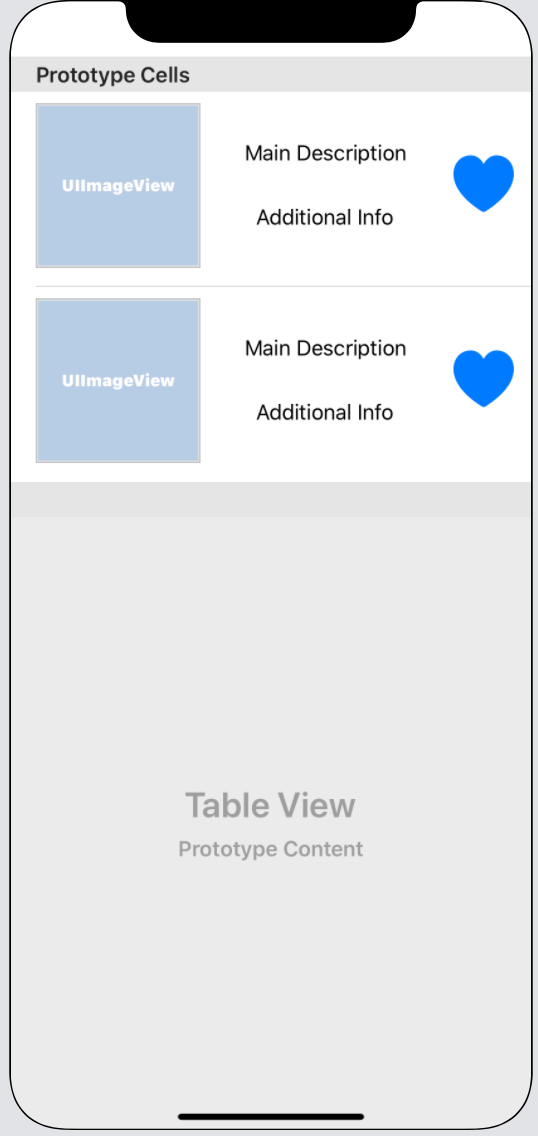 Prototype Cells
UIImageView
Main Description
Additional Info
UIImageView
Main Description
Additional Info
Table View
Prototype Content